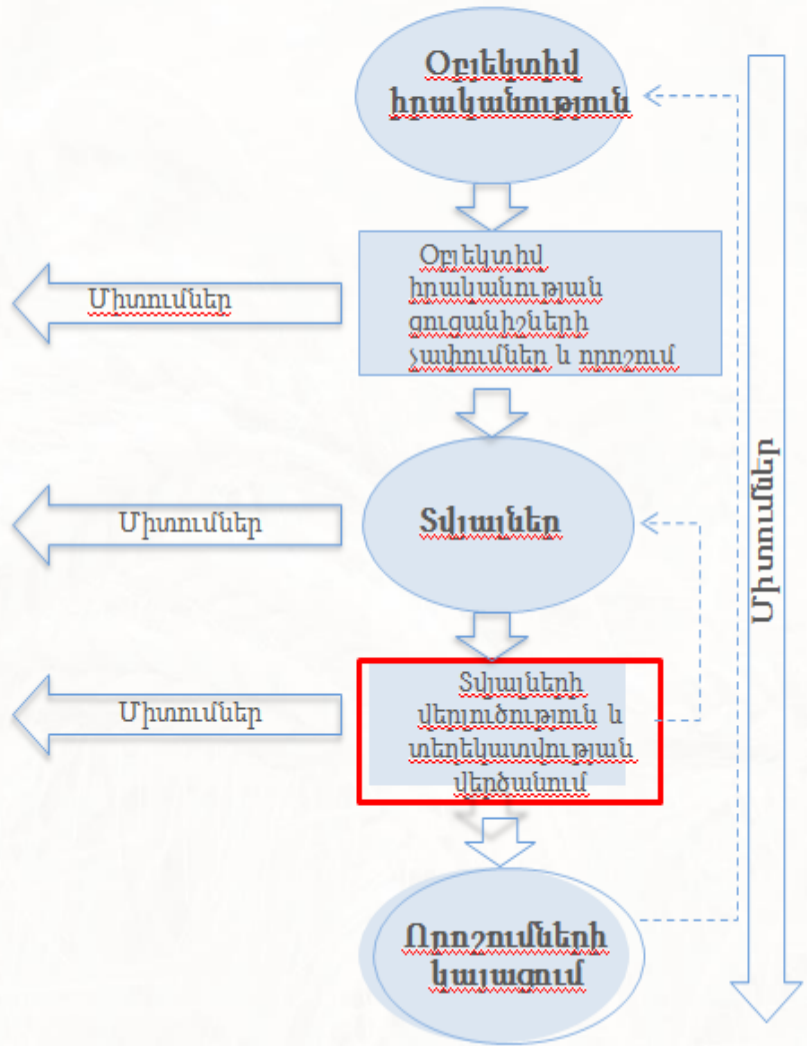 Օբյեկտիվ
իրականություն
Օբյեկտիվ
իրականության
ցուցանիշների
չափումներ և որոշում
Միտումներ
Տվյալներ
Միտումներ
Տվյալների
վերլուծություն և
տեղեկատվության
վերծանում
Միտումներ
Որոշումների
կայացում
Միտումներ